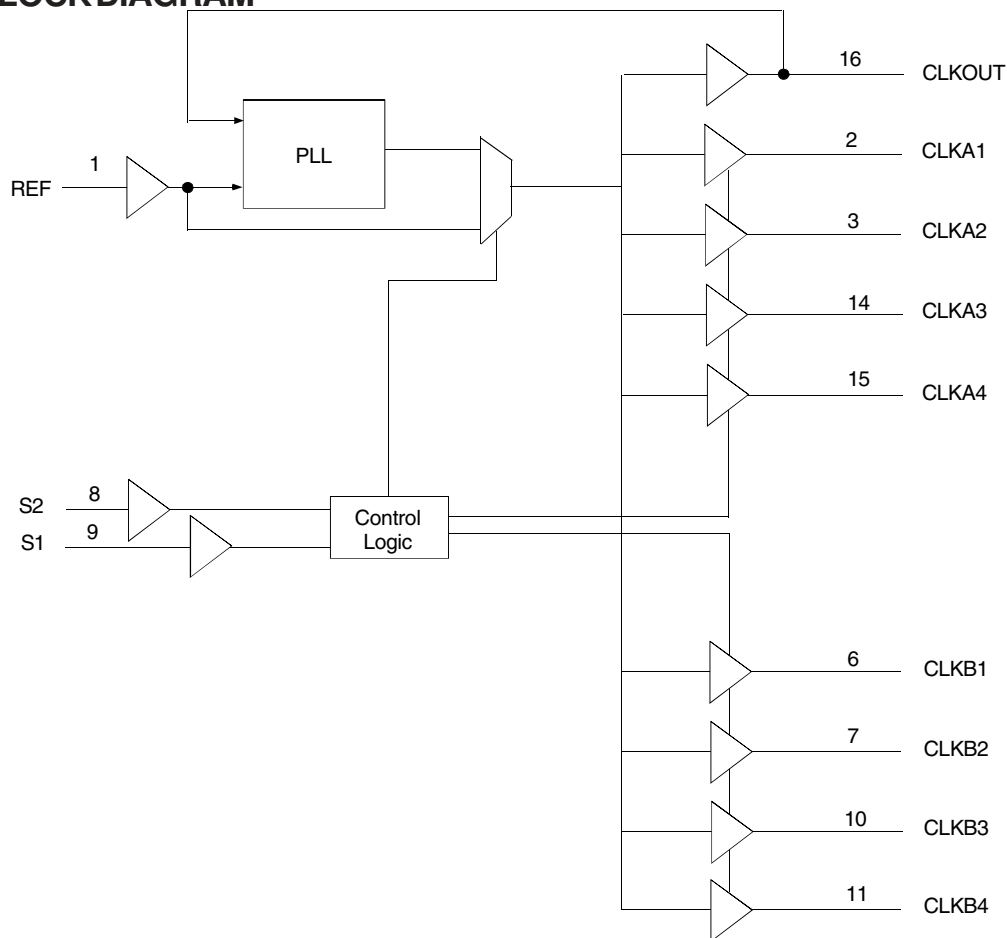 LOCK DIAGRAM
16
CLKOUT
PLL
2
CLKA1
1
REF
3
CLKA2
14
CLKA3
15
CLKA4
S2
8
S1
9
Control
Logic
6
CLKB1
7
CLKB2
10
CLKB3
11
CLKB4